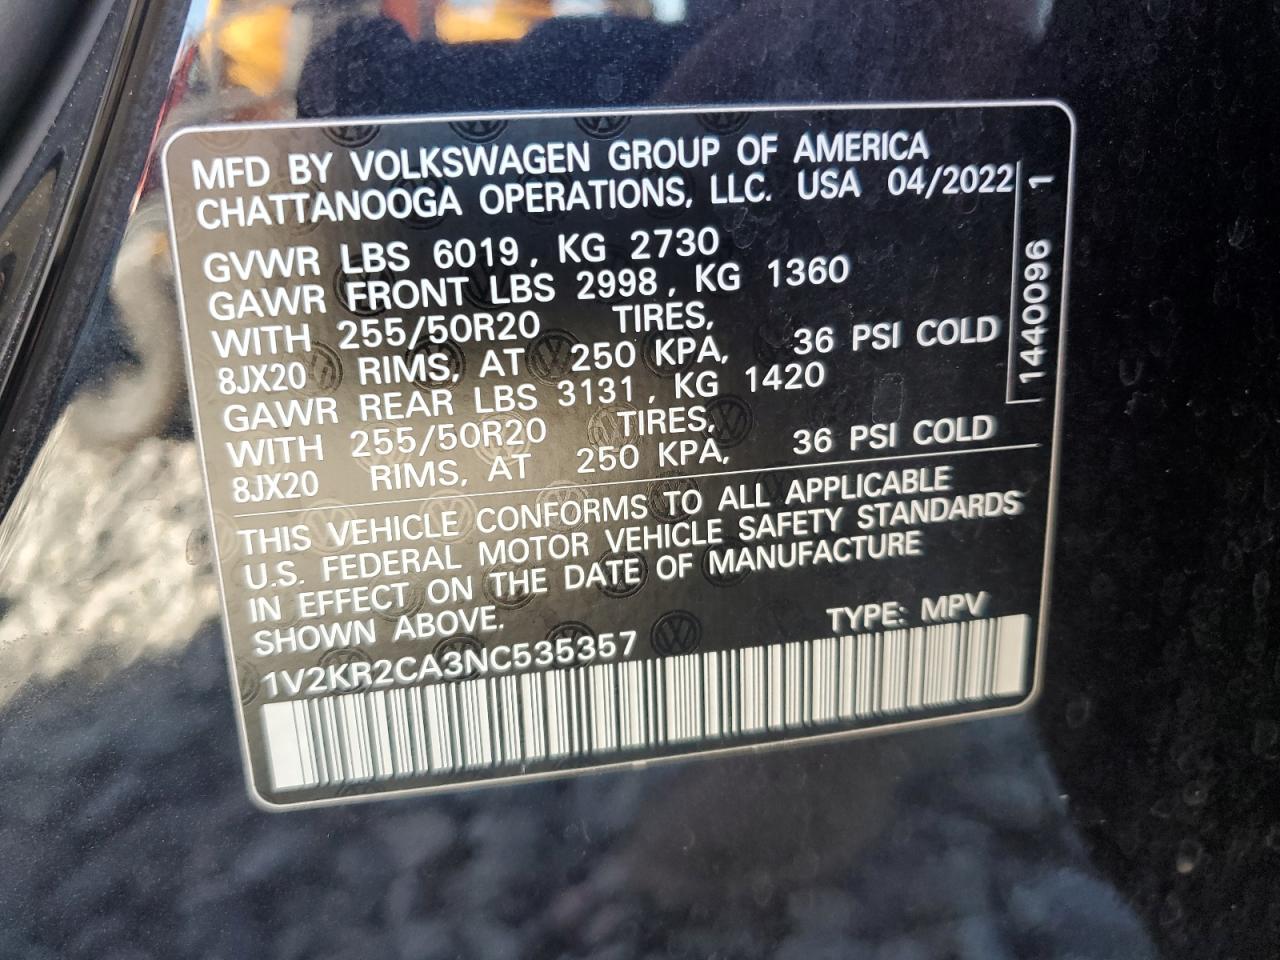 MFD BY VOLKSWAGEN GROUP OF AMERICA
CHATTANOOGA OPERATIONS, LLC. USA 04/2022
GVWR LBS 6019, KG 2730
GAWR FRONT LBS 2998, KG 1360
WITH 255/50R20 TIRES,
8JX20 RIMS, AT 250 KPA, 36 PSI COLD
GAWR REAR LBS 3131, KG 1420
WITH 255/50R20 TIRES,
8JX20 RIMS, AT 250 KPA, 36 PSI COLD
THIS VEHICLE CONFORMS TO ALL APPLICABLE
U.S. FEDERAL MOTOR VEHICLE SAFETY STANDARDS
IN EFFECT ON THE DATE OF MANUFACTURE
SHOWN ABOVE.
1V2KR2CA3NC535357 TYPE: MPV
1440096 1